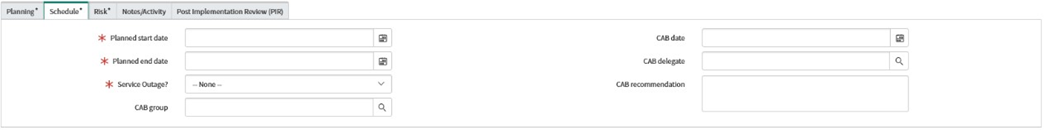 Planning* Schedule* Risk* Notes/Activity Post Implementation Review (PIR)
* Planned start date
* Planned end date
* Service Outage? -- None --
CAB group
CAB date
CAB delegate
CAB recommendation